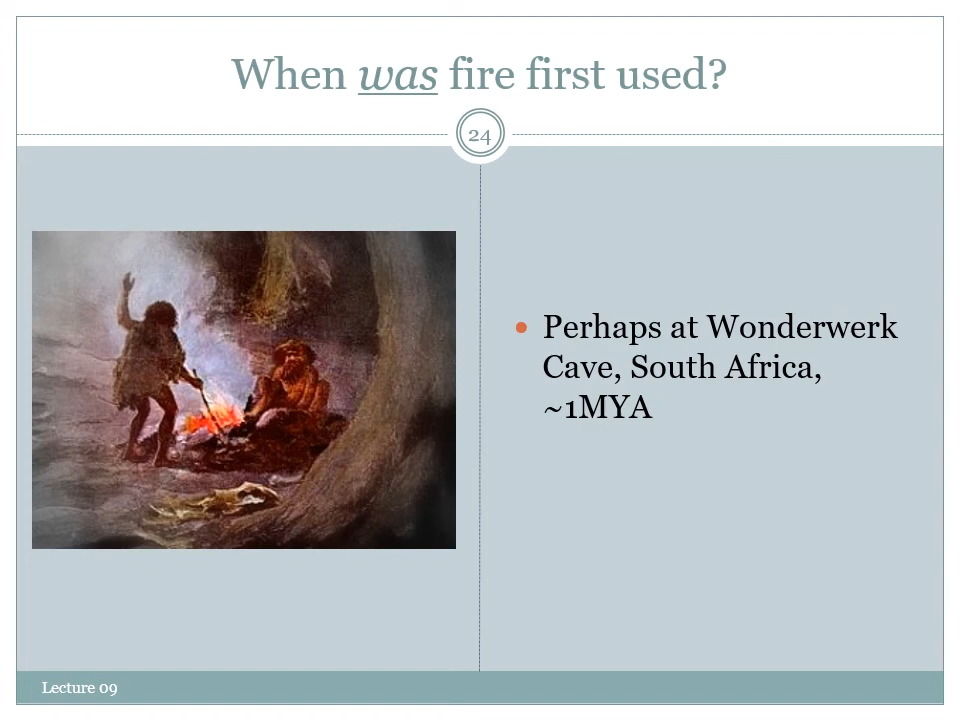 When was fire first used?
24
• Perhaps at Wonderwerk
Cave, South Africa,
~1MYA
Lecture 09